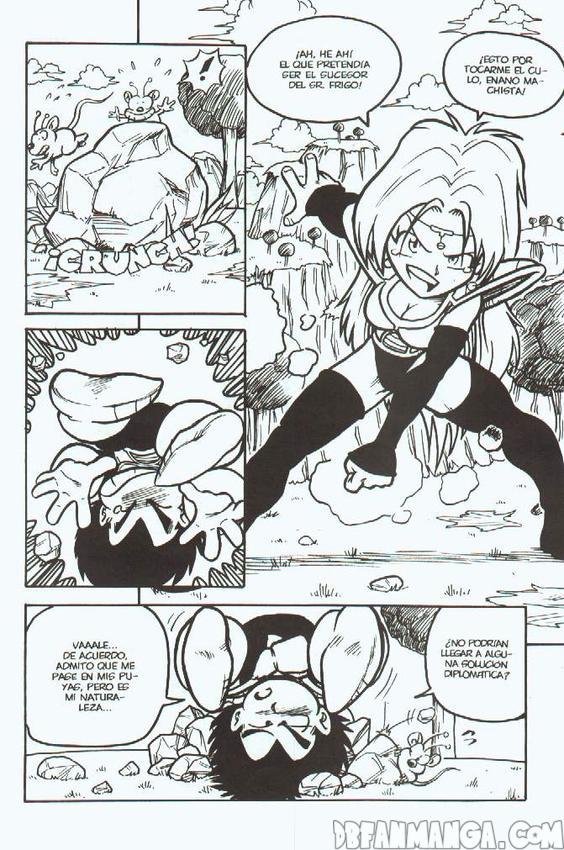 ¡AH, HE AHÍ
EL QUE PRETENDÍA
SER EL SUCESOR
DEL SR. FRIGO!
¡ESTO POR
TOCARME EL CU-
LO, ENANO MA-
CHISTA!
!
¡CRUNCH!
VAAALE...
DE ACUERDO,
ADMITO QUE ME
PASÉ EN MIS PU-
YAS, PERO ES
MI NATURA-
LEZA...
¿NO PODRÍAN
LLEGAR A ALGU-
NA SOLUCIÓN
DIPLOMÁTICA?
DBFANMANGA.COM